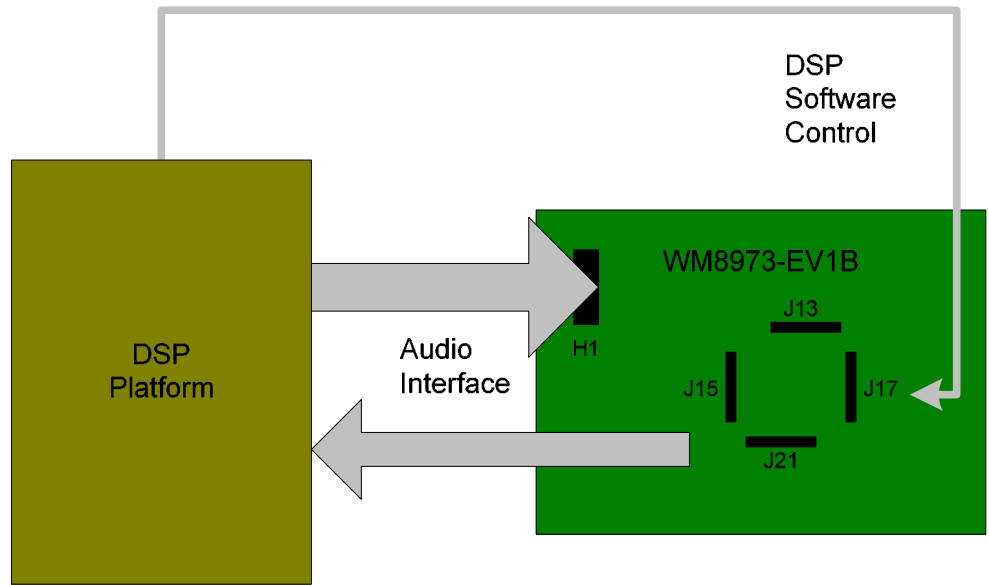 DSP
Software
Control
WM8973-EV1B
J13
H1
DSP
Platform
Audio
Interface
J15
J17
J21